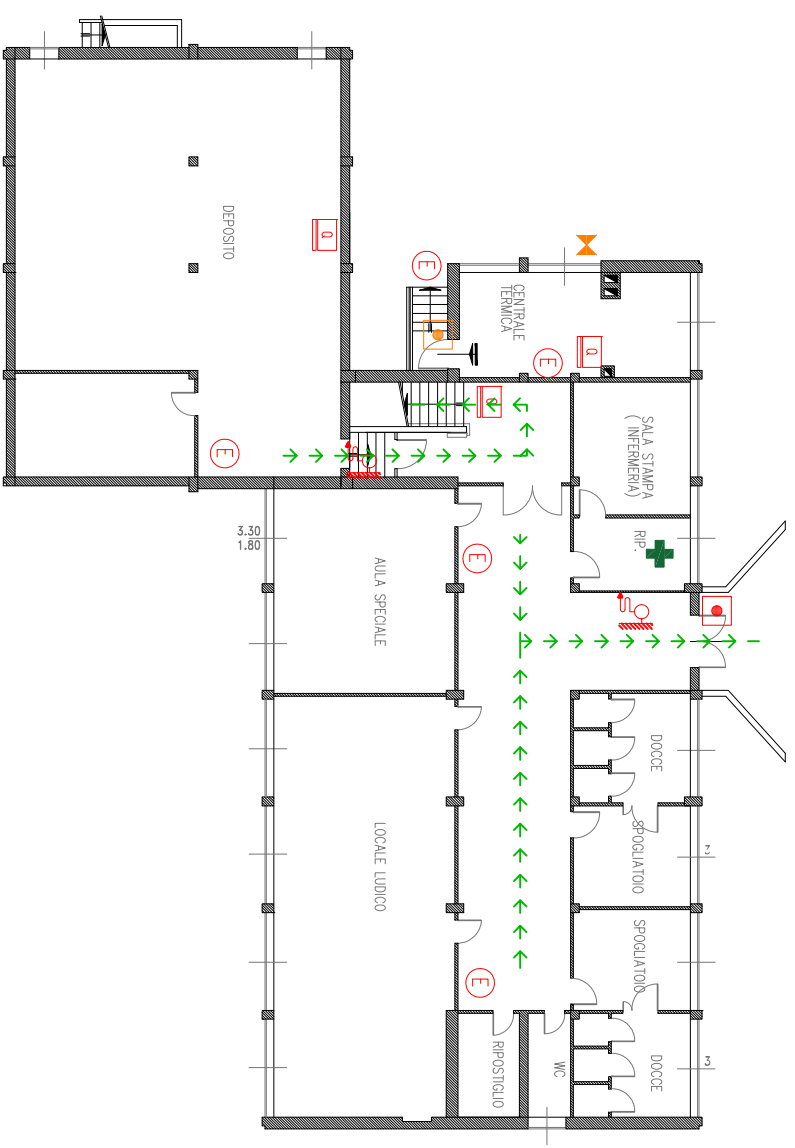 DEPOSITO
Q
E
CENTRALE
TERMICA
E
Q
Q
SALA STAMPA
( INFERMERIA)
E
RIP.
E
3.30
1.80
AULA SPECIALE
DOCCE
LOCALE LUDICO
SPOGLIATOIO
SPOGLIATOIO
E
RIPOSTIGLIO
WC
DOCCE
3